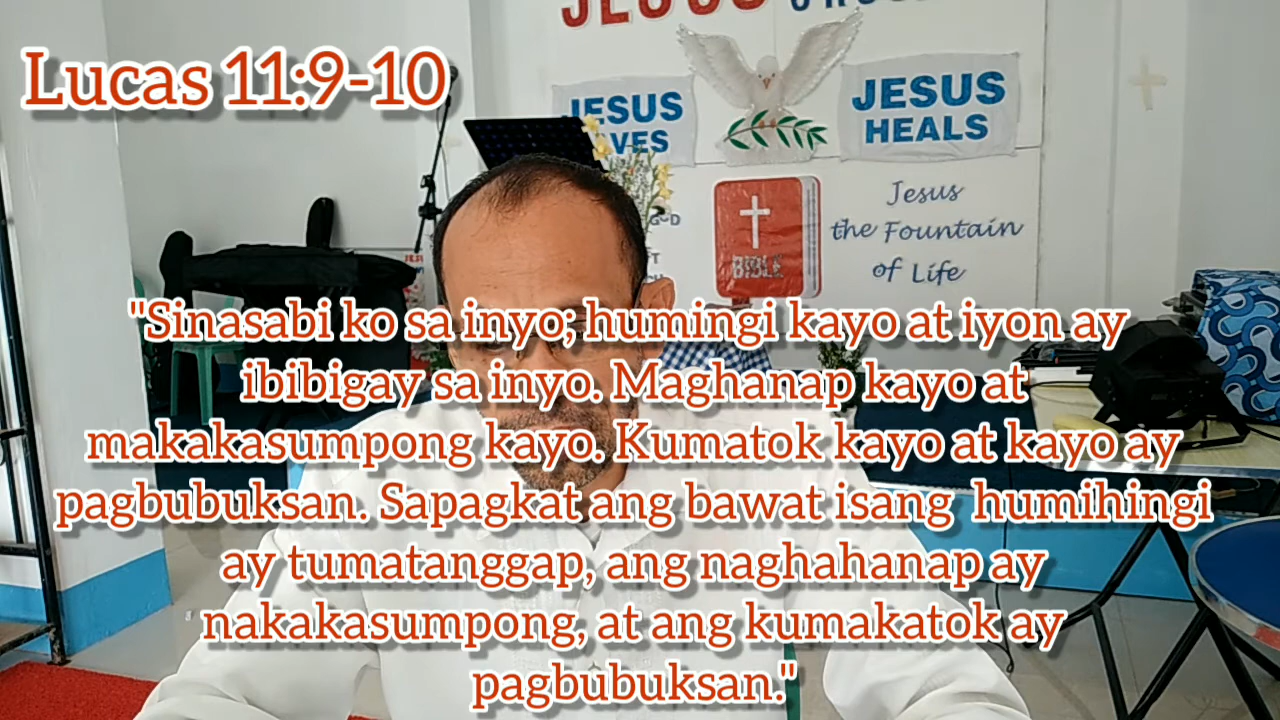 JESUS
Lucas 11:9-10
JESUS
JESUS
HEALS
Jesus
the Fountain
of Life
BIBLE
"Sinasabi ko sa inyo; humingi kayo at iyon ay
ibibigay sa inyo. Maghanap kayo at
makakasumpong kayo. Kumatok kayo at kayo ay
pagbubuksan. Sapagkat ang bawat isang humihingi
ay tumatanggap, ang naghahanap ay
nakakasumpong, at ang kumakatok ay
pagbubuksan."